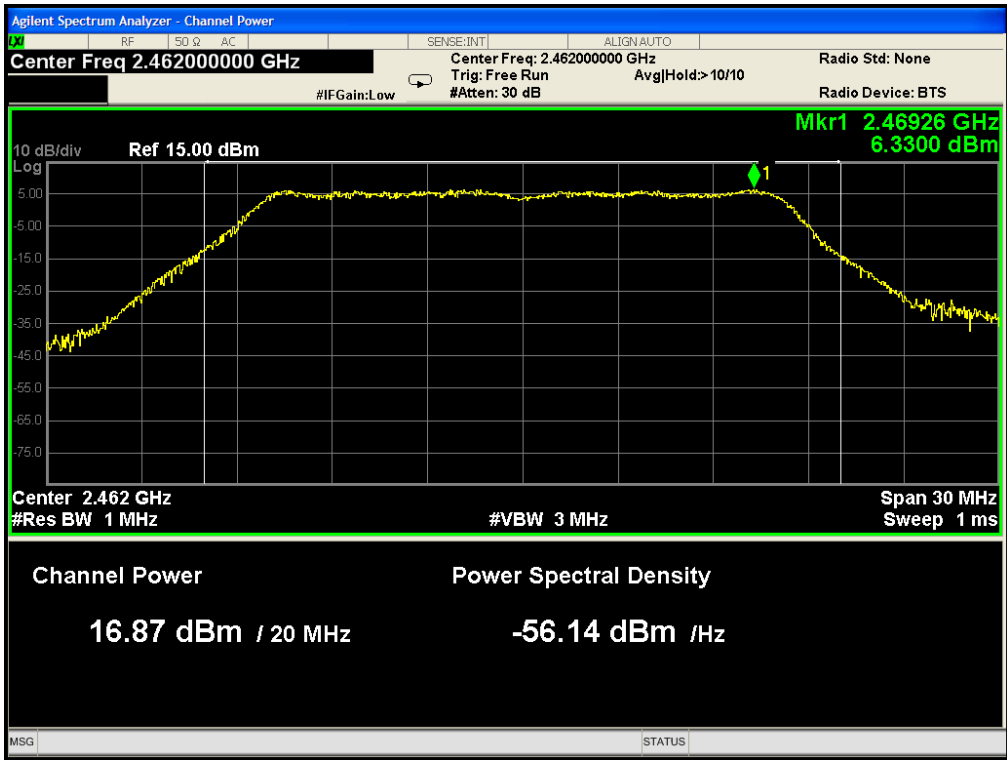 Agilent Spectrum Analyzer - Channel Power
LXI RF 50 Ω AC SENSE:INT ALIGNAUTO
Center Freq 2.462000000 GHz
Center Freq: 2.462000000 GHz
Radio Std: None
Trig: Free Run Avg|Hold:>10/10
#IFGain:Low #Atten: 30 dB Radio Device: BTS
Mkr1 2.46926 GHz
6.3300 dBm
10 dB/div Ref 15.00 dBm
Log
1
5.00
-5.00
-15.0
-25.0
-35.0
-45.0
-55.0
-65.0
-75.0
Center 2.462 GHz Span 30 MHz
#Res BW 1 MHz #VBW 3 MHz Sweep 1 ms
Channel Power Power Spectral Density
16.87 dBm / 20 MHz -56.14 dBm /Hz
MSG STATUS